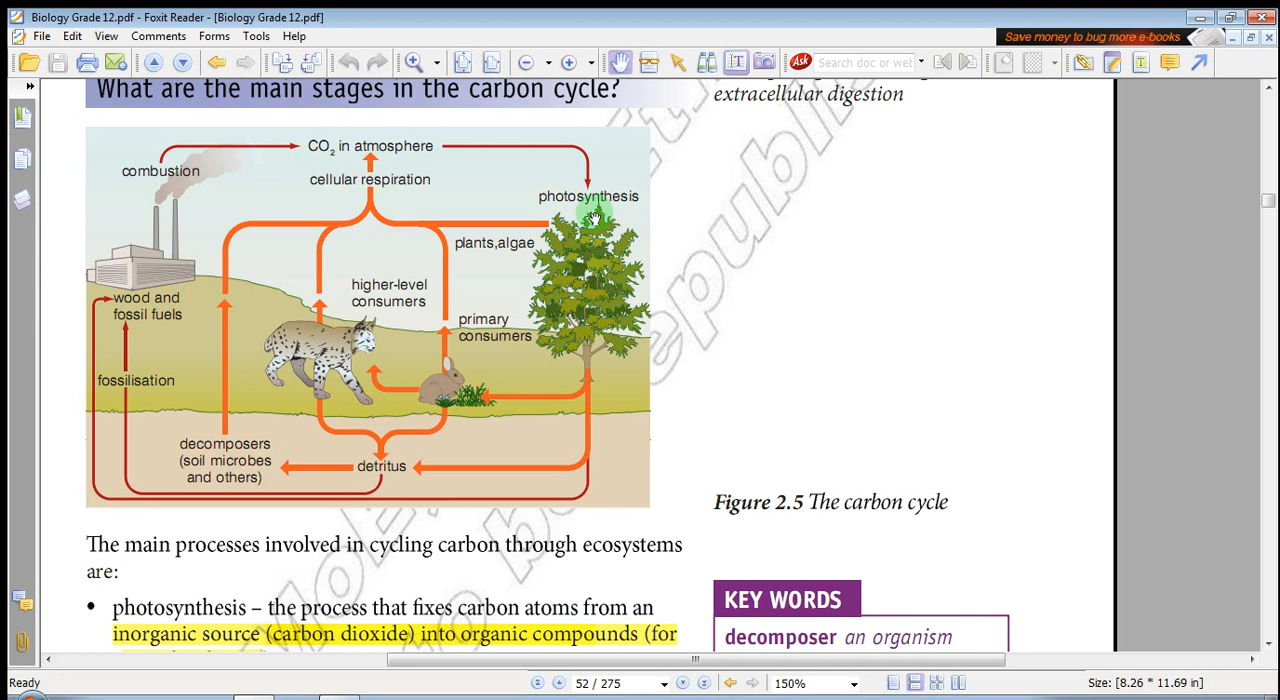 Biology Grade 12.pdf - Foxit Reader - [Biology Grade 12.pdf]
File Edit View Comments Forms Tools Help
Save money to bug more e-books
Ask Search doc or web
What are the main stages in the carbon cycle?
extracellular digestion
CO2 in atmosphere
combustion
cellular respiration
photosynthesis
plants,algae
higher-level
consumers
wood and
fossil fuels
primary
consumers
fossilisation
decomposers
(soil microbes
and others)
detritus
Figure 2.5 The carbon cycle
The main processes involved in cycling carbon through ecosystems
are:
• photosynthesis – the process that fixes carbon atoms from an
inorganic source (carbon dioxide) into organic compounds (for
KEY WORDS
decomposer an organism
Ready
52 / 275
150%
Size: [8.26 * 11.69 in]